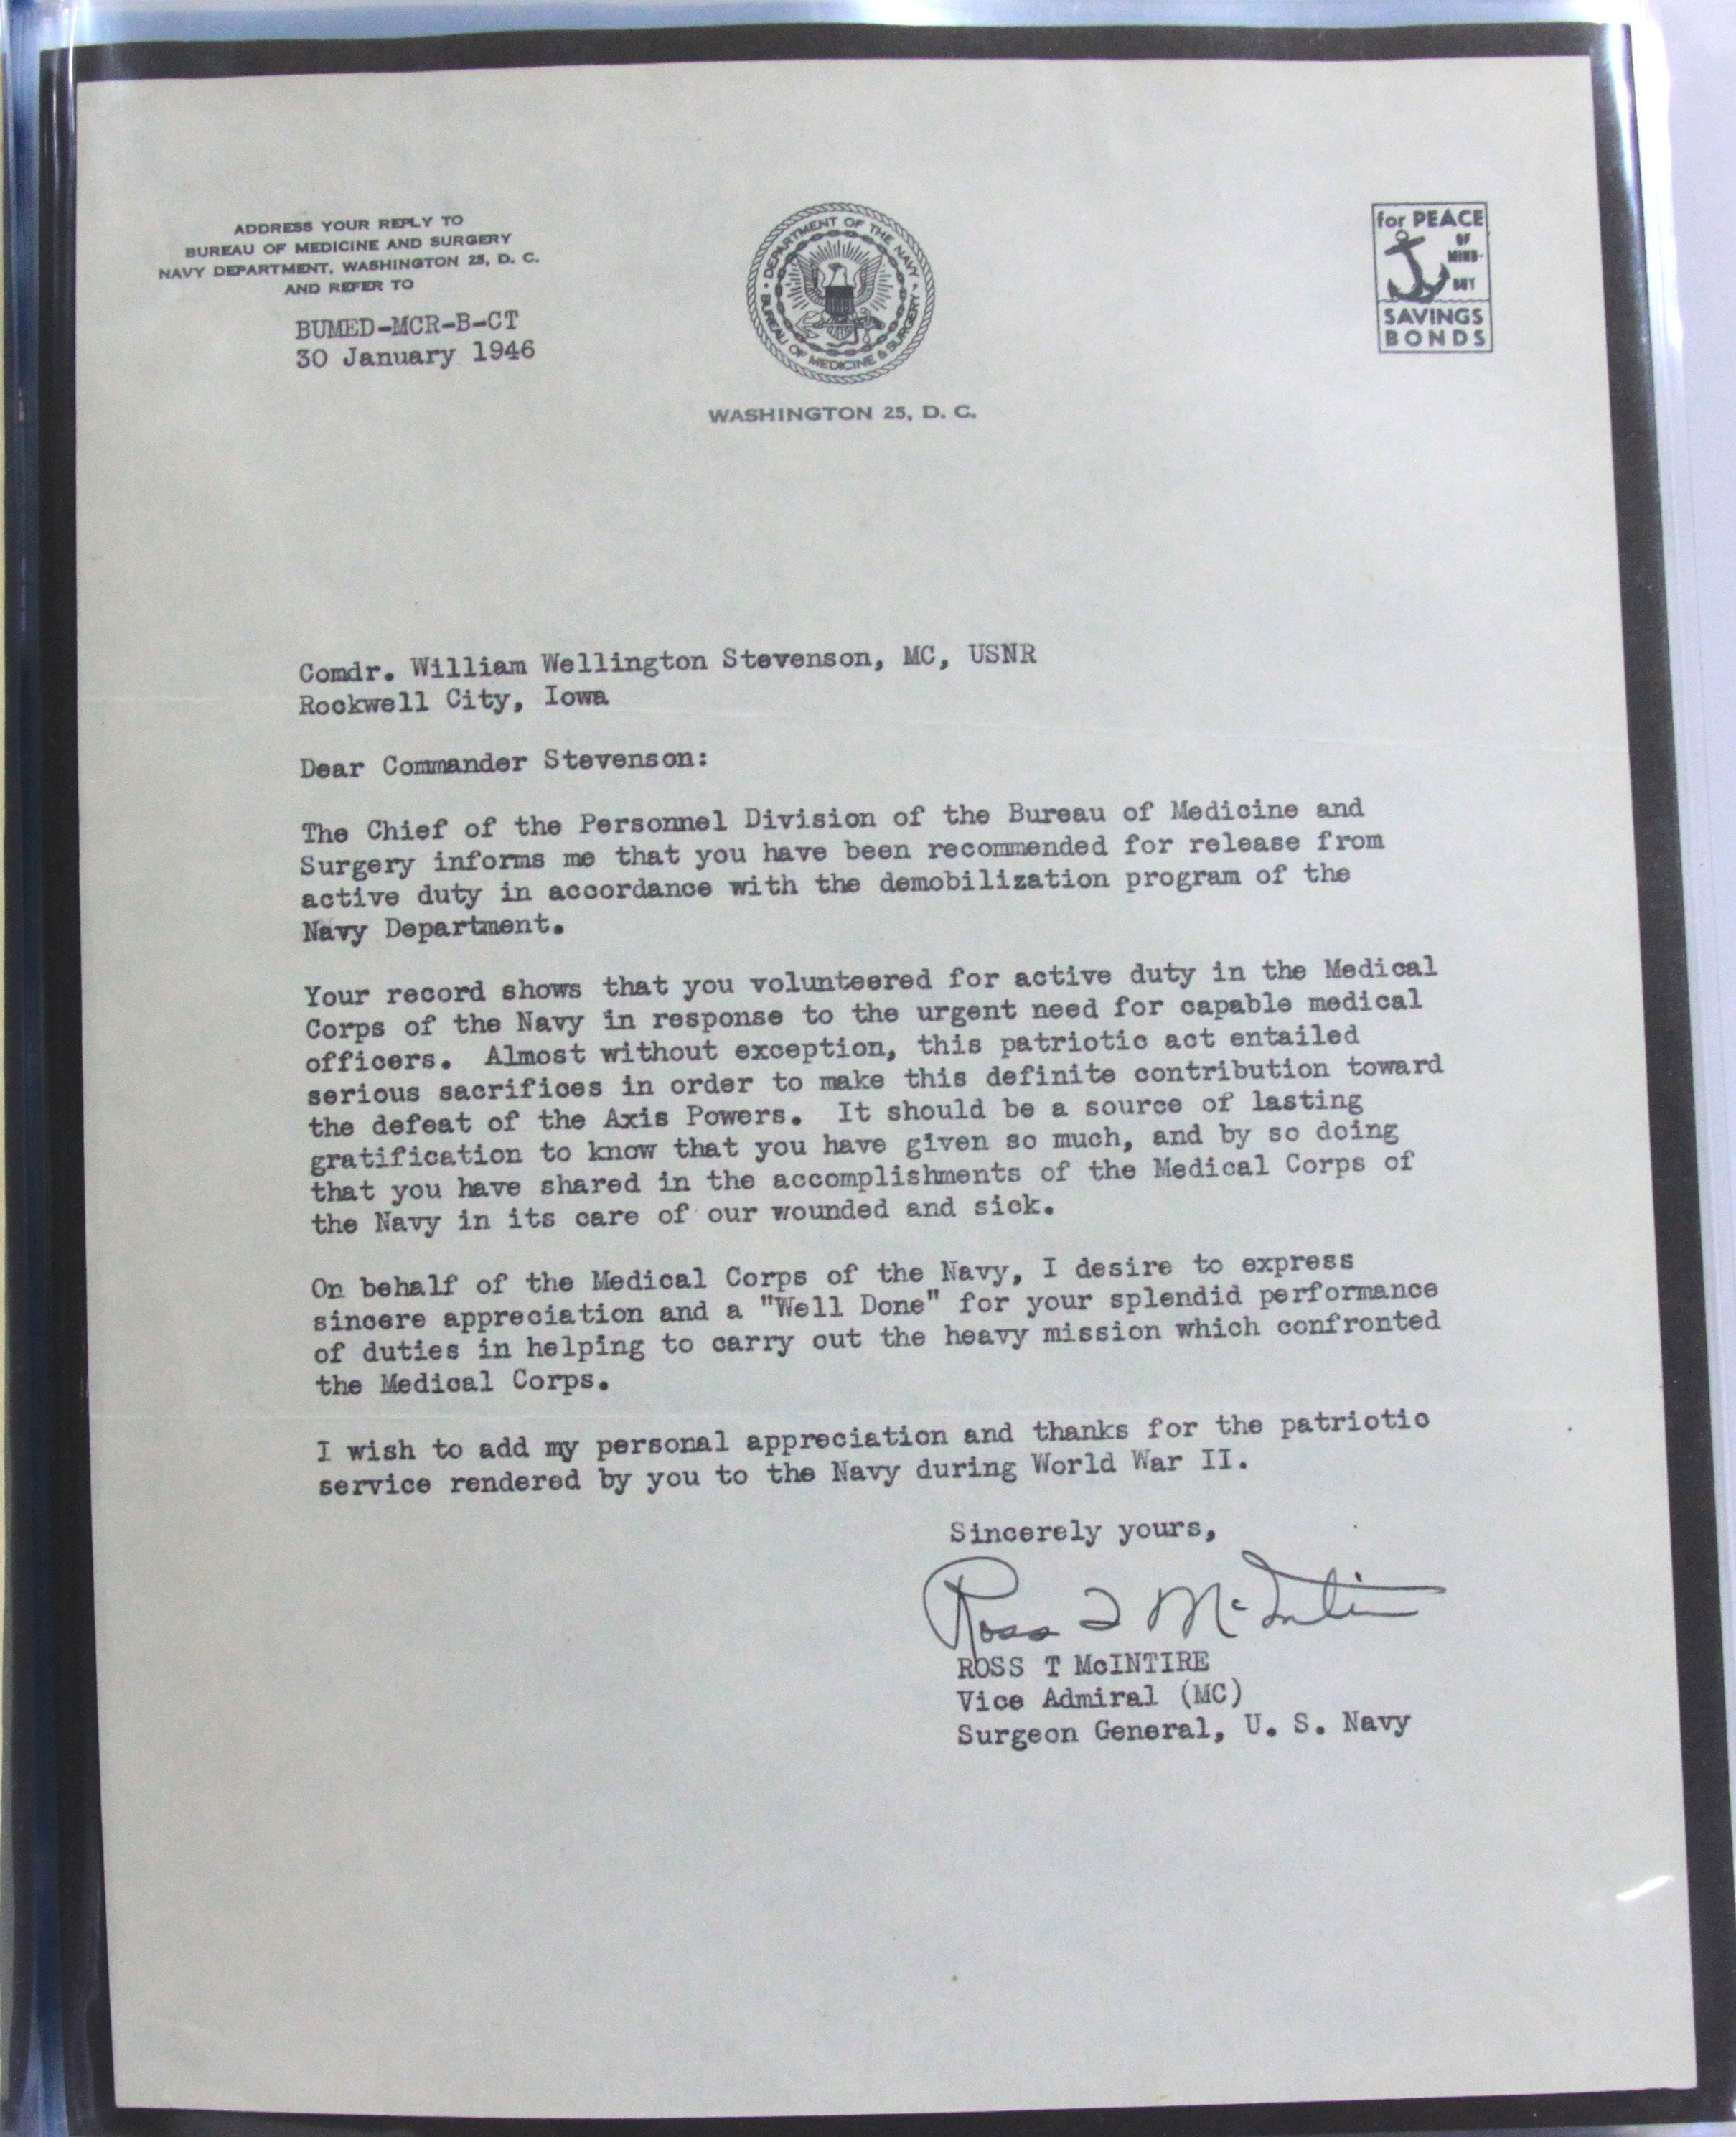 ADDRESS YOUR REPLY TO
BUREAU OF MEDICINE AND SURGERY
NAVY DEPARTMENT, WASHINGTON 25, D. C.
AND REFER TO
BUMED-MCR-B-CT
30 January 1946
DEPARTMENT OF THE NAVY
BUREAU OF MEDICINE & SURGERY
WASHINGTON 25, D. C.
for PEACE
OF
MIND-
BUY
SAVINGS
BONDS
Comdr. William Wellington Stevenson, MC, USNR
Rockwell City, Iowa
Dear Commander Stevenson:
The Chief of the Personnel Division of the Bureau of Medicine and
Surgery informs me that you have been recommended for release from
active duty in accordance with the demobilization program of the
Navy Department.
Your record shows that you volunteered for active duty in the Medical
Corps of the Navy in response to the urgent need for capable medical
officers. Almost without exception, this patriotic act entailed
serious sacrifices in order to make this definite contribution toward
the defeat of the Axis Powers. It should be a source of lasting
gratification to know that you have given so much, and by so doing
that you have shared in the accomplishments of the Medical Corps of
the Navy in its care of our wounded and sick.
On behalf of the Medical Corps of the Navy, I desire to express
sincere appreciation and a "Well Done" for your splendid performance
of duties in helping to carry out the heavy mission which confronted
the Medical Corps.
I wish to add my personal appreciation and thanks for the patriotic
service rendered by you to the Navy during World War II.
Sincerely yours,
Ross T McIntire
ROSS T McINTIRE
Vice Admiral (MC)
Surgeon General, U. S. Navy